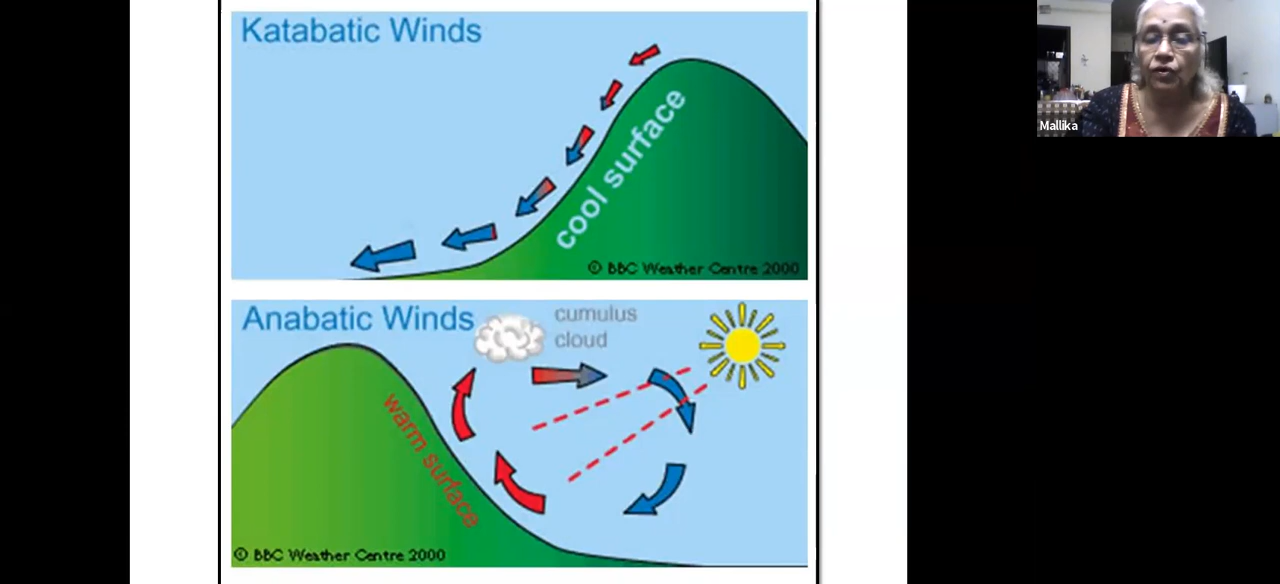 Katabatic Winds
cool surface
© BBC Weather Centre 2000
Anabatic Winds
cumulus
cloud
warm surface
© BBC Weather Centre 2000
Mallika